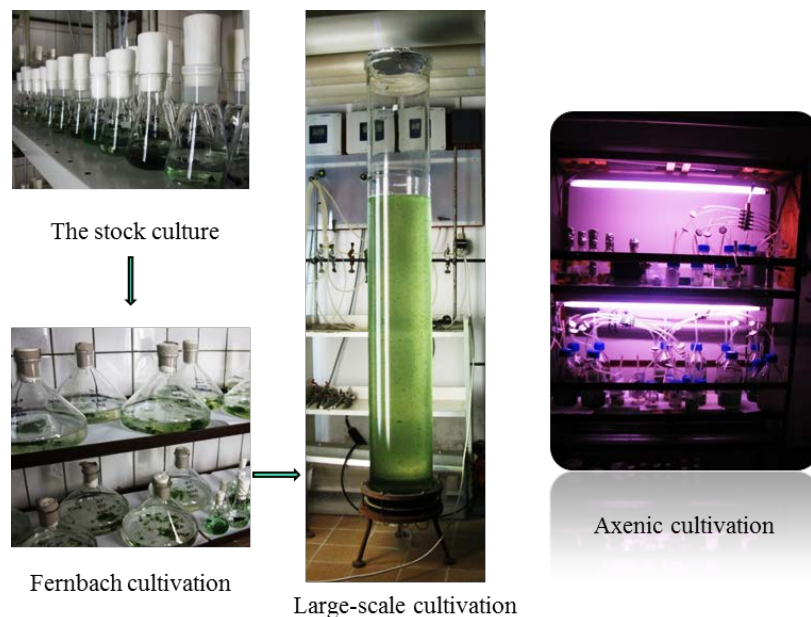 The stock culture
Fernbach cultivation
Large-scale cultivation
Axenic cultivation